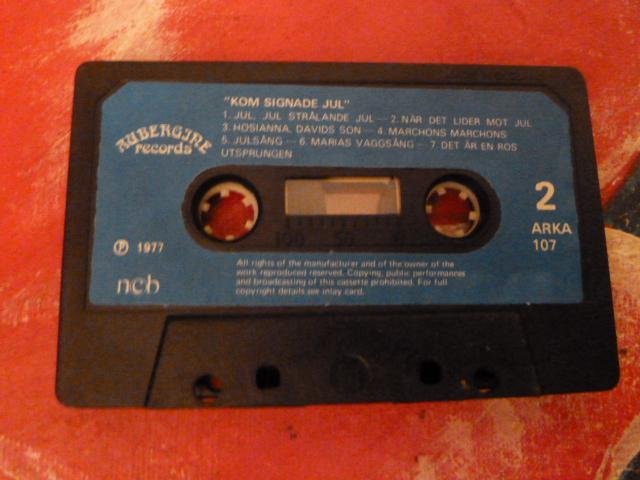 "KOM SIGNADE JUL"
1. JUL, JUL STRÅLANDE JUL — 2. NÄR DET LIDER MOT JUL
3. HOSIANNA, DAVIDS SON — 4. MARCHONS MARCHONS
5. JULSÅNG — 6. MARIAS VAGGSÅNG — 7. DET ÄR EN ROS
UTSPRUNGEN
AUBERGINE
records
2
ARKA
107
℗ 1977
ncb
100 50
All rights of the manufacturer and of the owner of the
work reproduced reserved. Copying, public performances
and broadcasting of this cassette prohibited. For full
copyright details see inlay card.